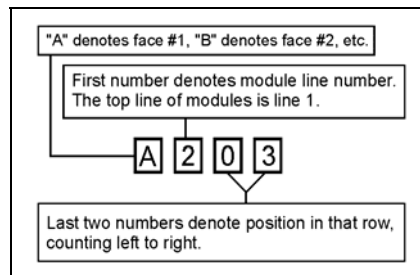 "A" denotes face #1, "B" denotes face #2, etc.
First number denotes module line number.
The top line of modules is line 1.
A 2 0 3
Last two numbers denote position in that row,
counting left to right.